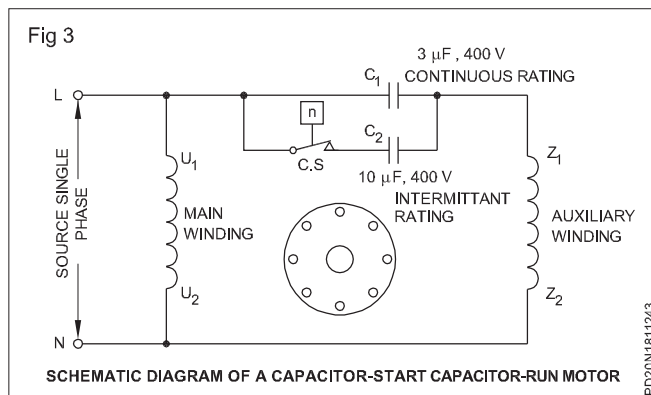 Fig 3
3 µF , 400 V
C1
CONTINUOUS RATING
L
n
C2
C.S
U1
Z1
10 µF, 400 V
INTERMITTANT
RATING
SOURCE SINGLE
PHASE
MAIN
WINDING
AUXILIARY
WINDING
U2
Z2
N
SCHEMATIC DIAGRAM OF A CAPACITOR-START CAPACITOR-RUN MOTOR
PD20N1811243